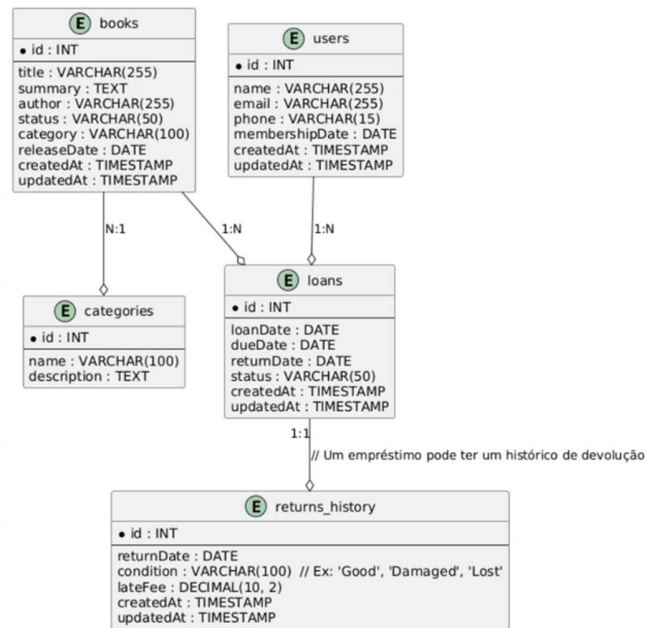 E books
id : INT
title : VARCHAR(255)
summary : TEXT
author : VARCHAR(255)
status : VARCHAR(50)
category : VARCHAR(100)
releaseDate : DATE
createdAt : TIMESTAMP
updatedAt : TIMESTAMP
E users
id : INT
name : VARCHAR(255)
email : VARCHAR(255)
phone : VARCHAR(15)
membershipDate : DATE
createdAt : TIMESTAMP
updatedAt : TIMESTAMP
N:1
1:N
1:N
E categories
id : INT
name : VARCHAR(100)
description : TEXT
E loans
id : INT
loanDate : DATE
dueDate : DATE
returnDate : DATE
status : VARCHAR(50)
createdAt : TIMESTAMP
updatedAt : TIMESTAMP
1:1
// Um empréstimo pode ter um histórico de devolução
E returns_history
id : INT
returnDate : DATE
condition : VARCHAR(100) // Ex: 'Good', 'Damaged', 'Lost'
lateFee : DECIMAL(10, 2)
createdAt : TIMESTAMP
updatedAt : TIMESTAMP